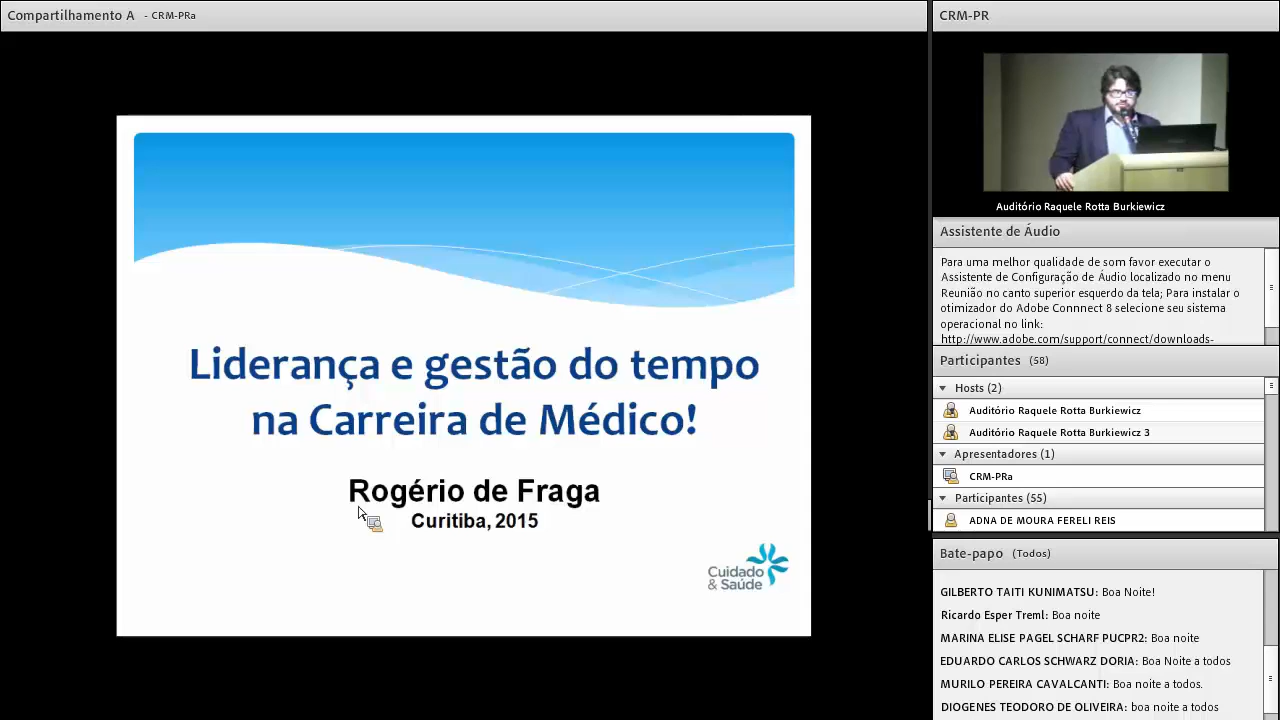 Compartilhamento A - CRM-PRa
Liderança e gestão do tempo
na Carreira de Médico!
Rogério de Fraga
Curitiba, 2015
Cuidado
& Saúde
CRM-PR
Auditório Raquele Rotta Burkiewicz
Assistente de Áudio
Para uma melhor qualidade de som favor executar o
Assistente de Configuração de Áudio localizado no menu
Reunião no canto superior esquerdo da tela; Para instalar o
otimizador do Adobe Connnect 8 selecione seu sistema
operacional no link:
http://www.adobe.com/support/connect/downloads-
Participantes (58)
Hosts (2)
Auditório Raquele Rotta Burkiewicz
Auditório Raquele Rotta Burkiewicz 3
Apresentadores (1)
CRM-PRa
Participantes (55)
ADNA DE MOURA FERELI REIS
Bate-papo (Todos)
GILBERTO TAITI KUNIMATSU: Boa Noite!
Ricardo Esper Treml: Boa noite
MARINA ELISE PAGEL SCHARF PUCPR2: Boa noite
EDUARDO CARLOS SCHWARZ DORIA: Boa Noite a todos
MURILO PEREIRA CAVALCANTI: Boa noite a todos.
DIOGENES TEODORO DE OLIVEIRA: boa noite a todos